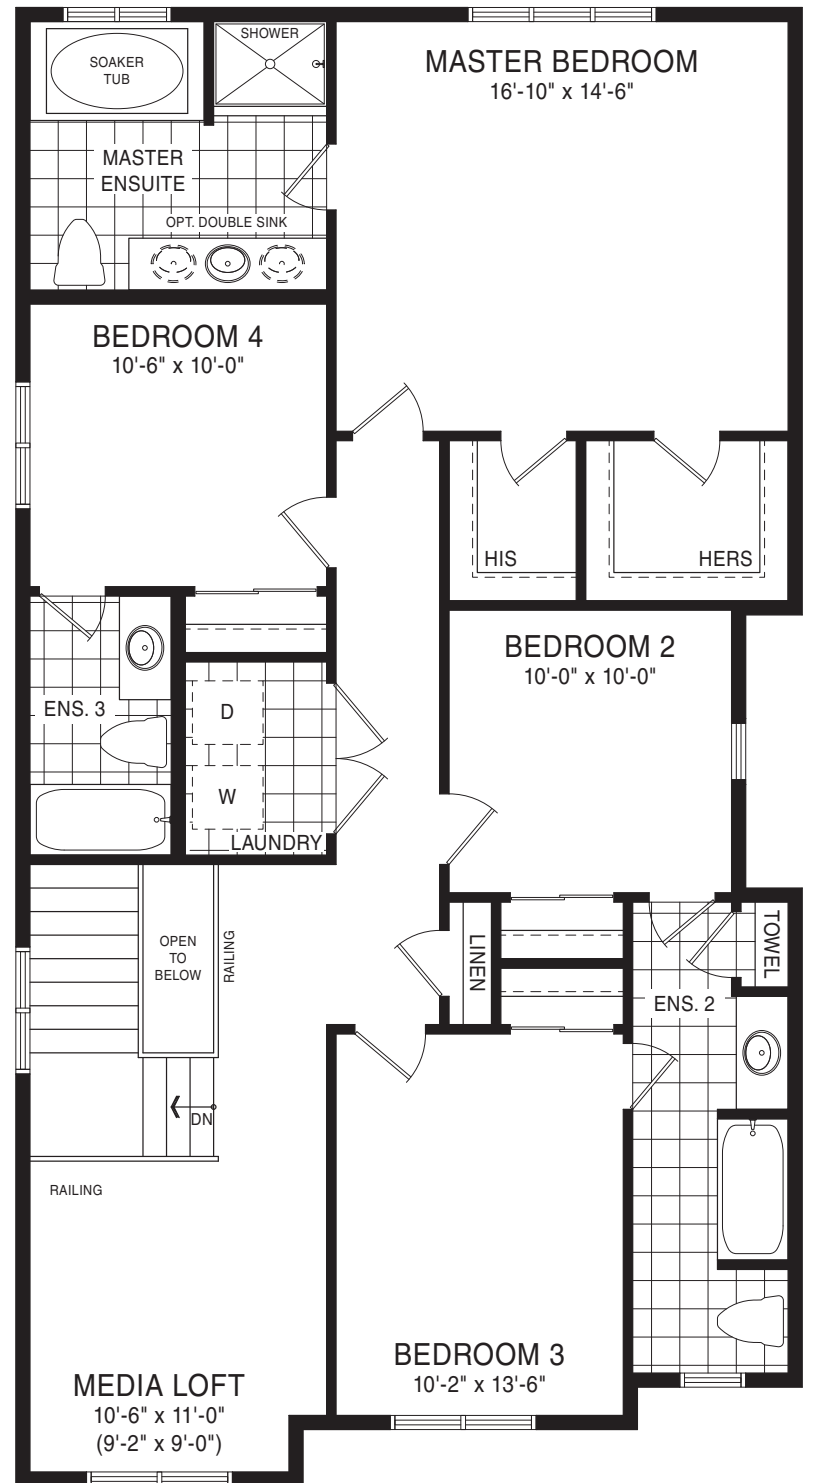 SHOWER
SOAKER
TUB
MASTER BEDROOM
16'-10" x 14'-6"
MASTER
ENSUITE
OPT. DOUBLE SINK
BEDROOM 4
10'-6" x 10'-0"
HIS
HERS
BEDROOM 2
10'-0" x 10'-0"
ENS. 3
D
W
LAUNDRY
OPEN
TO
BELOW
RAILING
LINEN
TOWEL
ENS. 2
DN
RAILING
BEDROOM 3
10'-2" x 13'-6"
MEDIA LOFT
10'-6" x 11'-0"
(9'-2" x 9'-0")